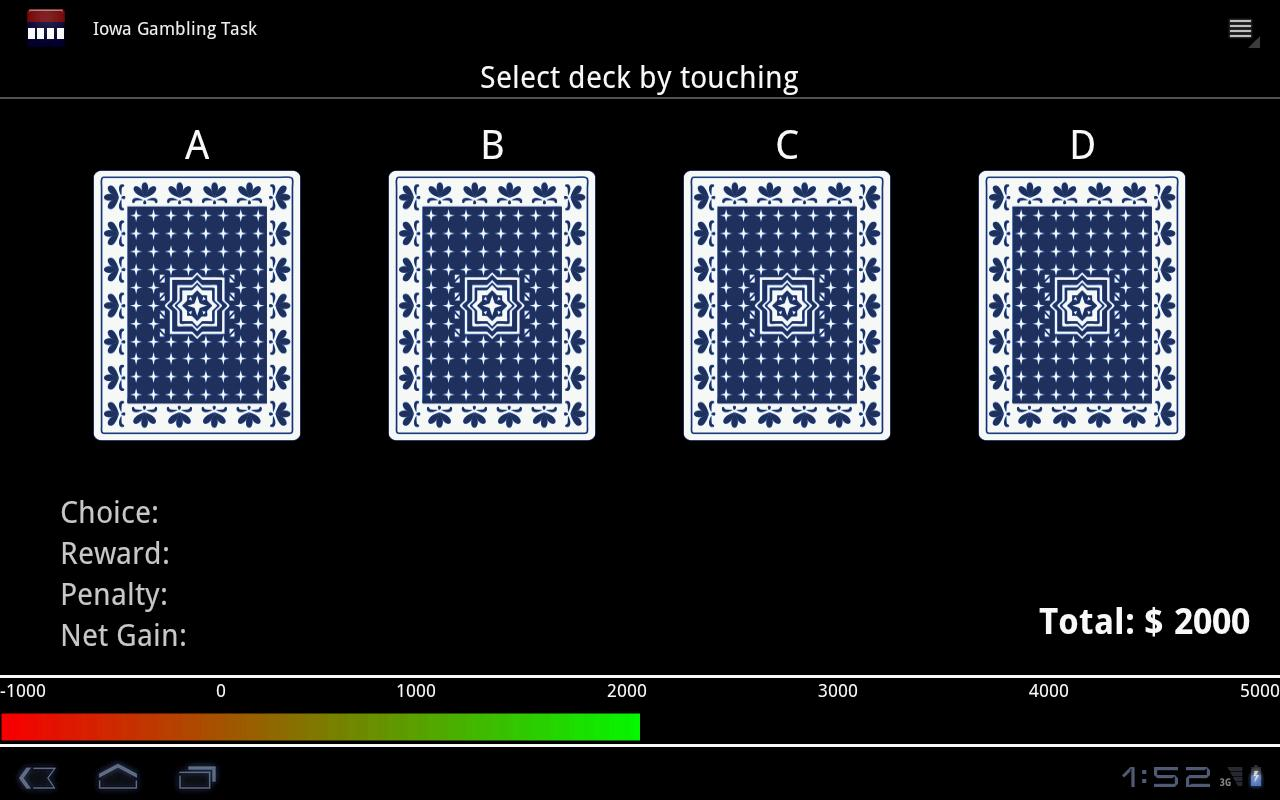 Iowa Gambling Task
Select deck by touching
A B C D
Choice:
Reward:
Penalty:
Net Gain:
Total: $ 2000
-1000 0 1000 2000 3000 4000 5000
1:52 3G